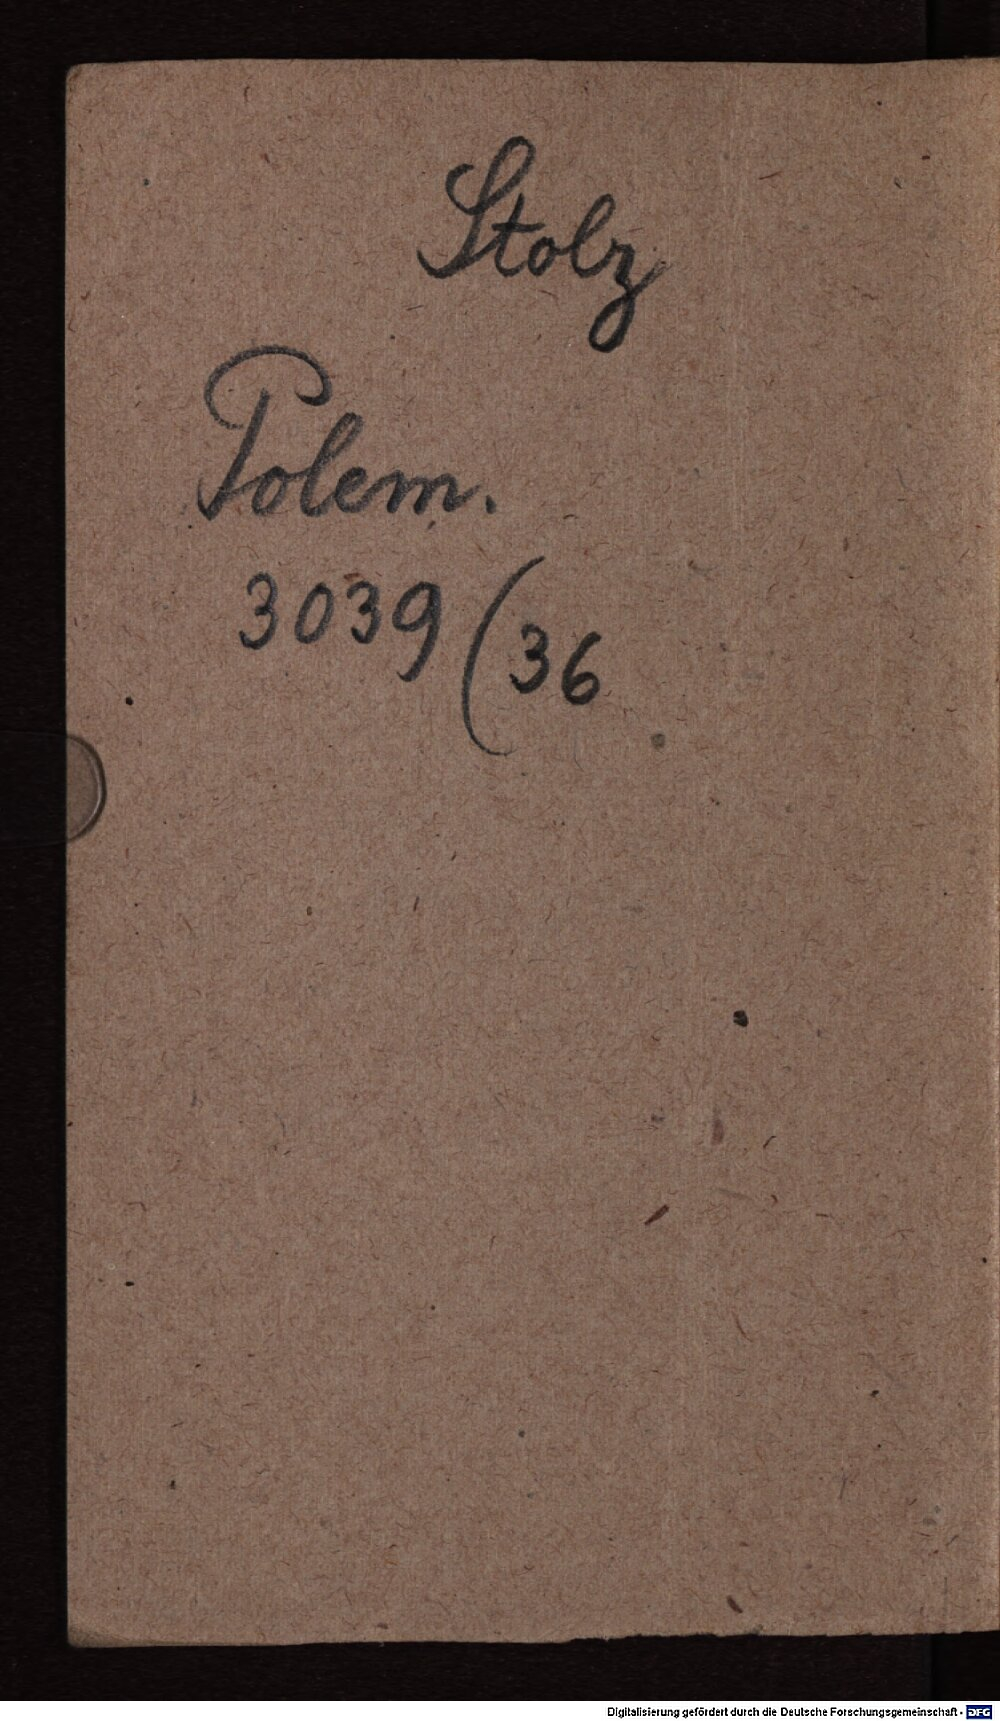 Stolz
Polem.
3039 (36
Digitalisierung gefördert durch die Deutsche Forschungsgemeinschaft - DFG